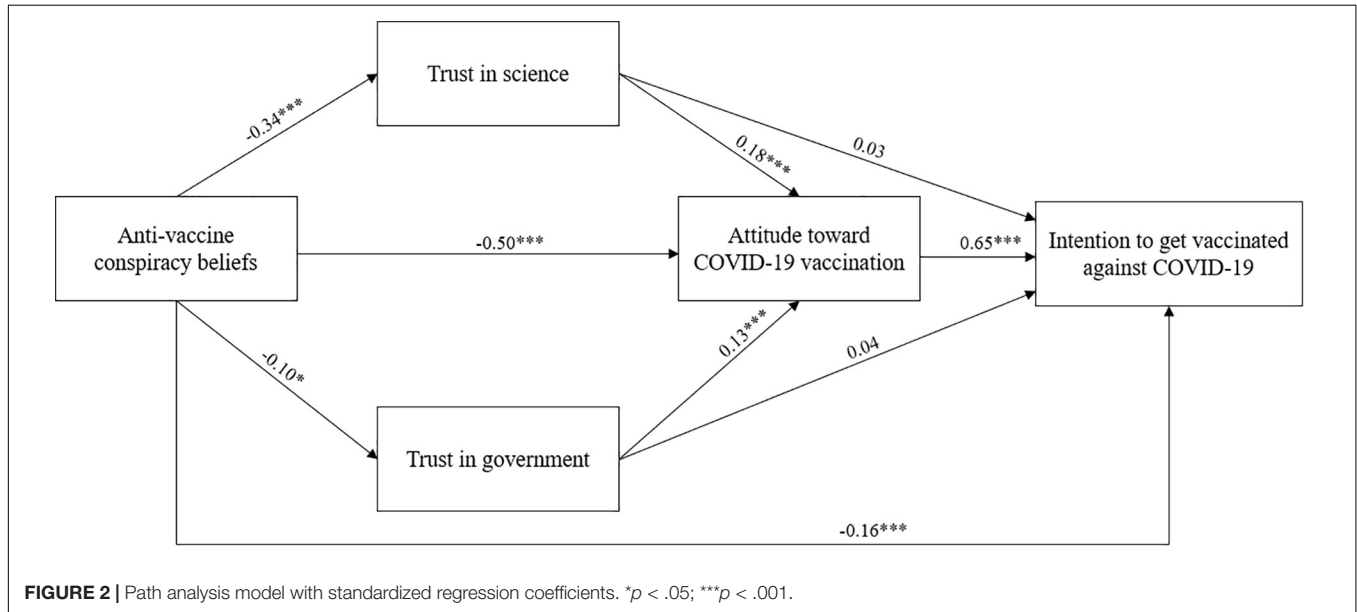 Trust in science
-0.34***
0.18***
0.03
Anti-vaccine
conspiracy beliefs
-0.50***
Attitude toward
COVID-19 vaccination
0.65***
Intention to get vaccinated
against COVID-19
-0.10*
0.13***
0.04
Trust in government
-0.16***
FIGURE 2 | Path analysis model with standardized regression coefficients. *p < .05; ***p < .001.